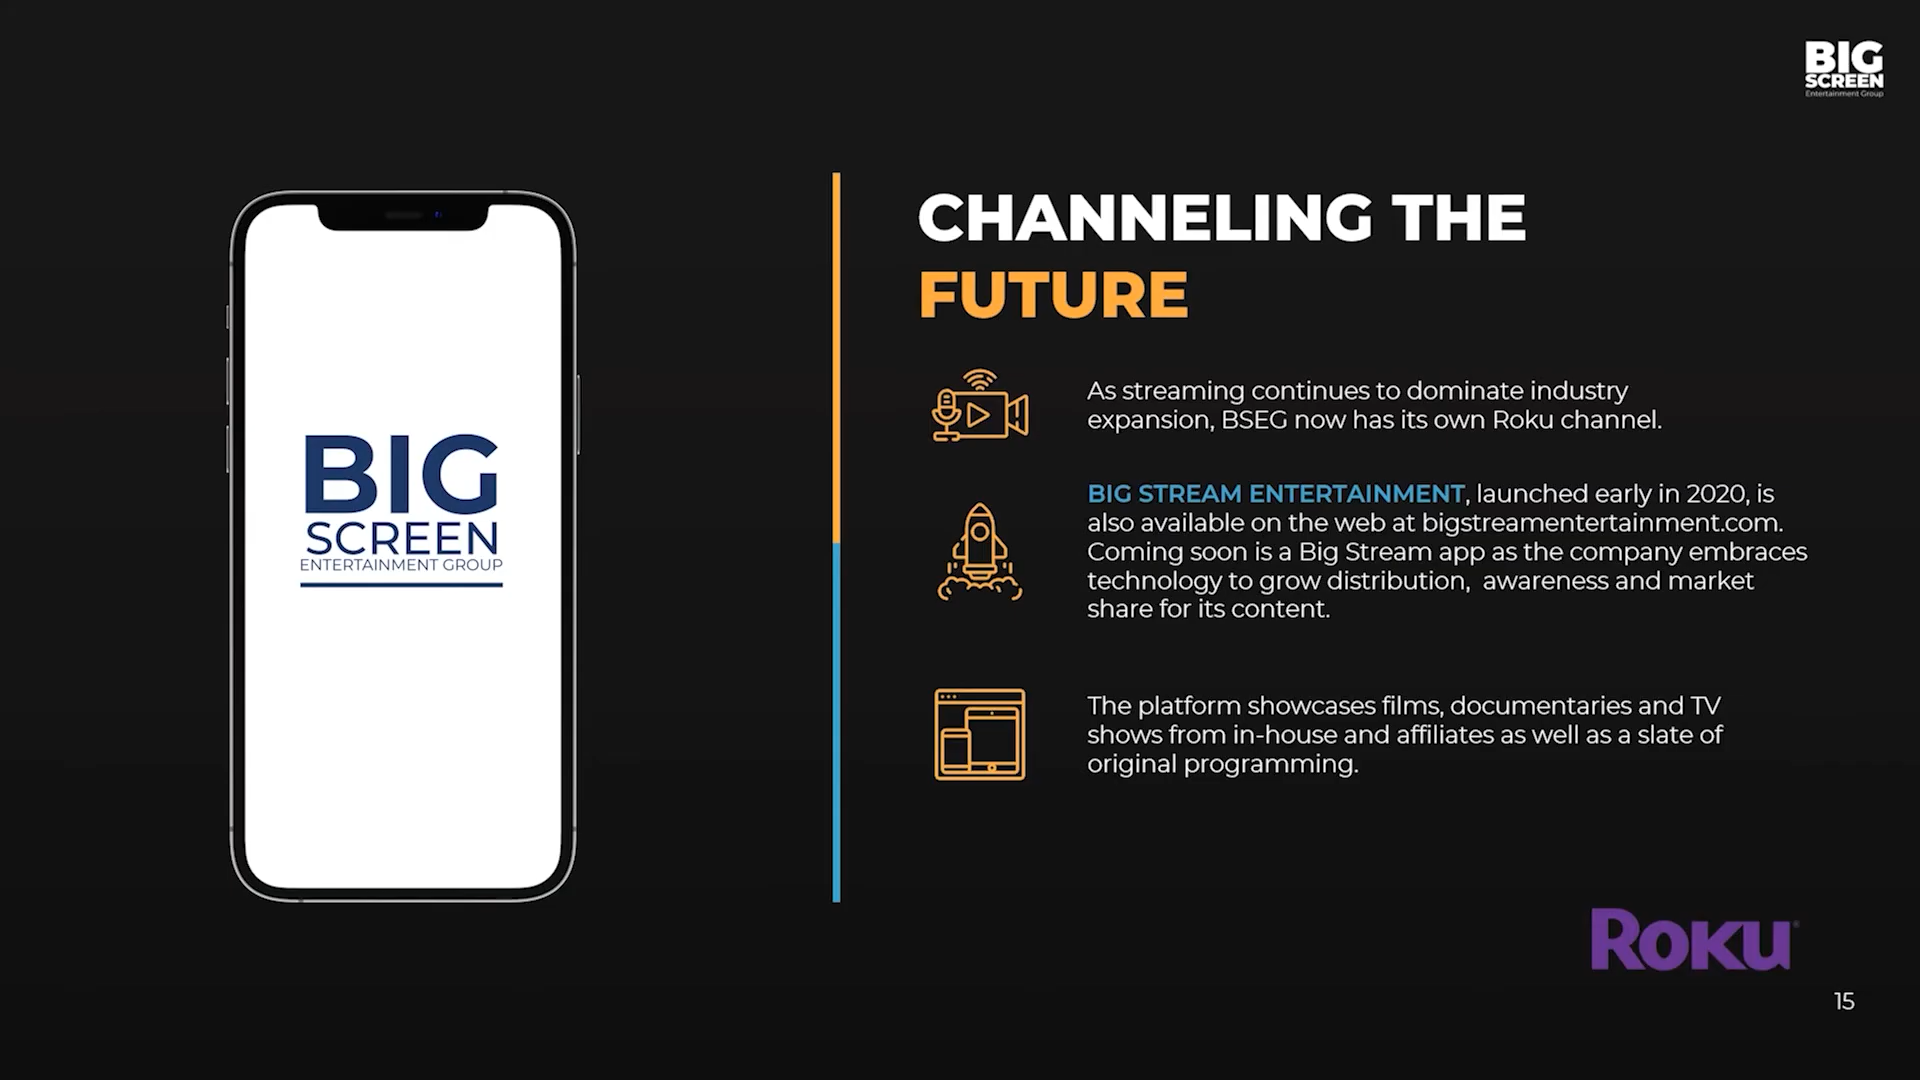 BIG
SCREEN
Entertainment Group
BIG
SCREEN
ENTERTAINMENT GROUP
CHANNELING THE
FUTURE
As streaming continues to dominate industry
expansion, BSEG now has its own Roku channel.
BIG STREAM ENTERTAINMENT, launched early in 2020, is
also available on the web at bigstreamentertainment.com.
Coming soon is a Big Stream app as the company embraces
technology to grow distribution,  awareness and market
share for its content.
The platform showcases films, documentaries and TV
shows from in-house and affiliates as well as a slate of
original programming.
ROKU
15